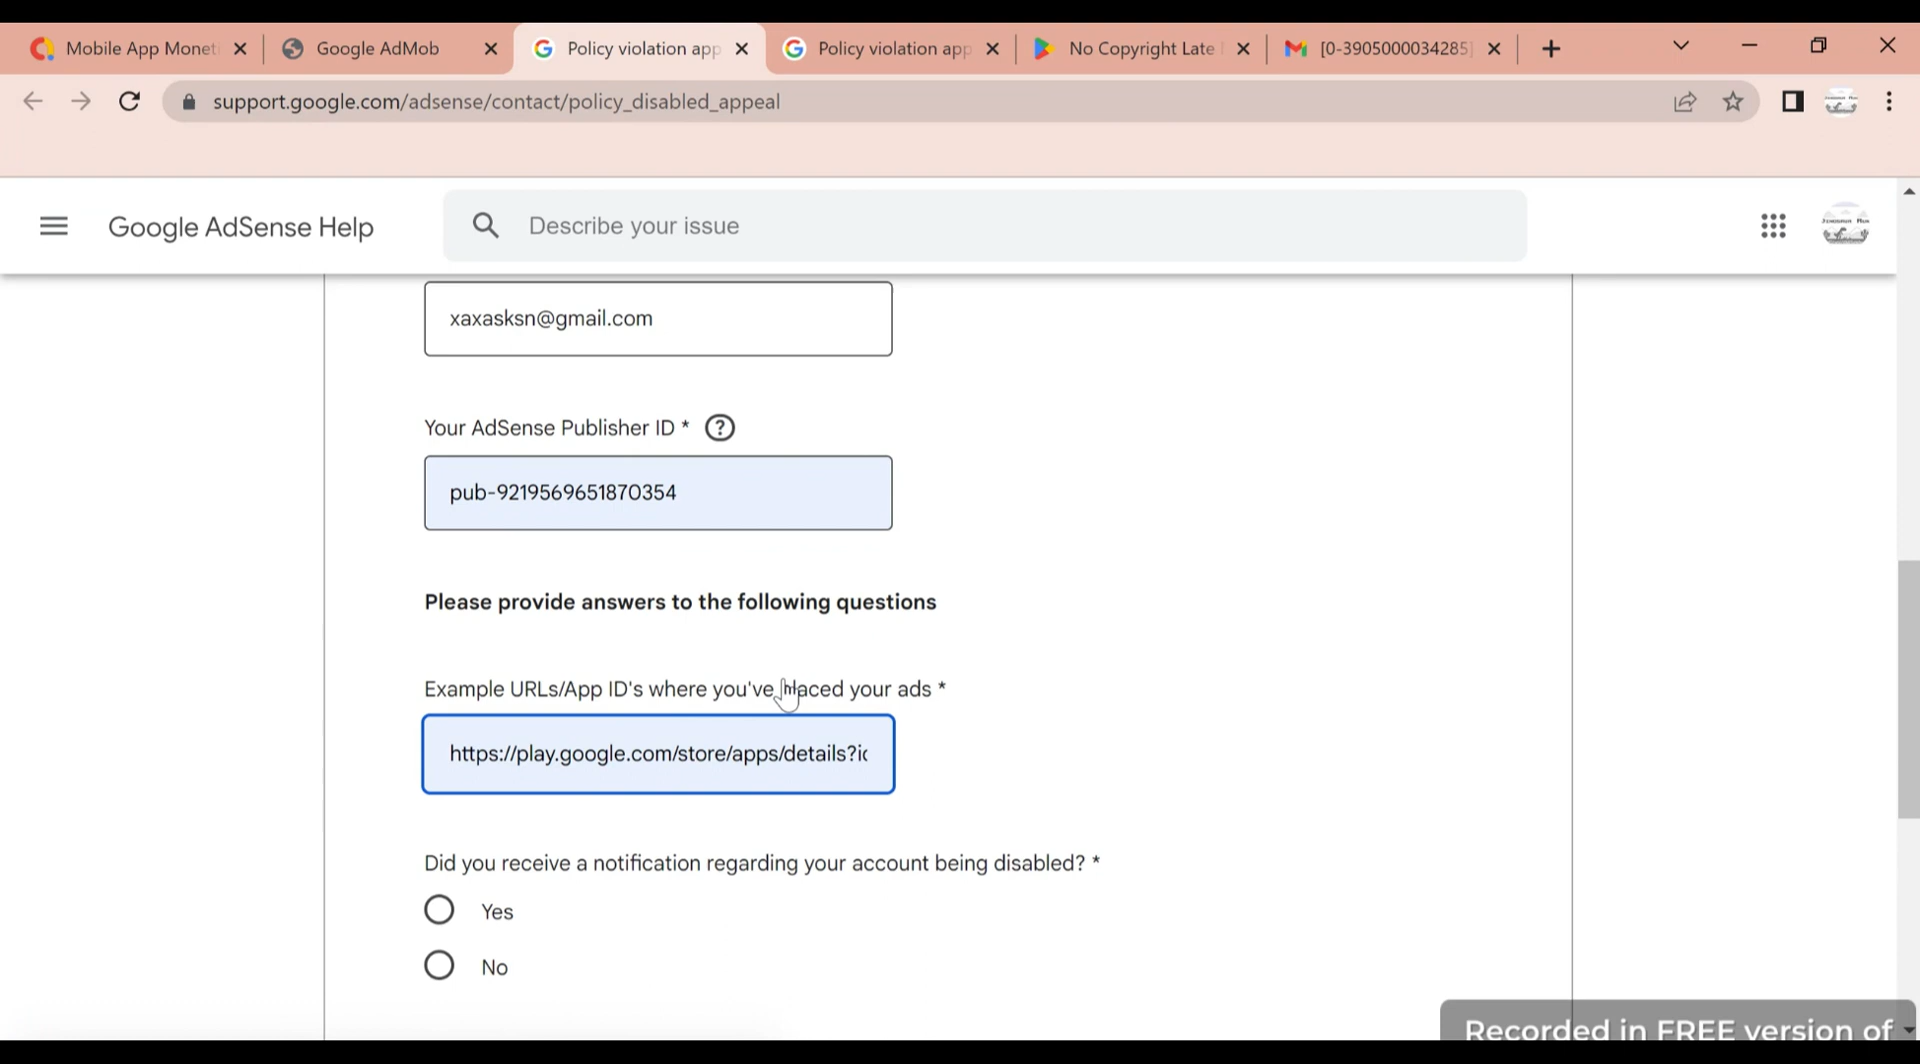 Mobile App Monet
Google AdMob
Policy violation app
Policy violation app
No Copyright Late
[0-3905000034285]
support.google.com/adsense/contact/policy_disabled_appeal
Google AdSense Help
Describe your issue
xaxasksn@gmail.com
Your AdSense Publisher ID *
pub-9219569651870354
Please provide answers to the following questions
Example URLs/App ID's where you've placed your ads *
https://play.google.com/store/apps/details?id
Did you receive a notification regarding your account being disabled? *
Yes
No
Recorded in FREE version of